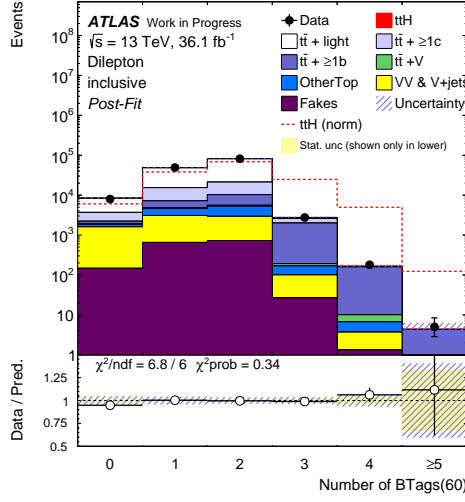 Events
10⁸
10⁷
10⁶
10⁵
10⁴
10³
10²
10
1
ATLAS Work in Progress
√s = 13 TeV, 36.1 fb⁻¹
Dilepton
inclusive
Post-Fit
Data
ttH
tt̄ + light
tt̄ + ≥1c
tt̄ + ≥1b
tt̄ +V
OtherTop
VV & V+jets
Fakes
Uncertainty
ttH (norm)
Stat. unc (shown only in lower)
χ²/ndf = 6.8 / 6 χ²prob = 0.34
Data / Pred.
1.25
1
0.75
0.5
0 1 2 3 4 ≥5
Number of BTags(60)